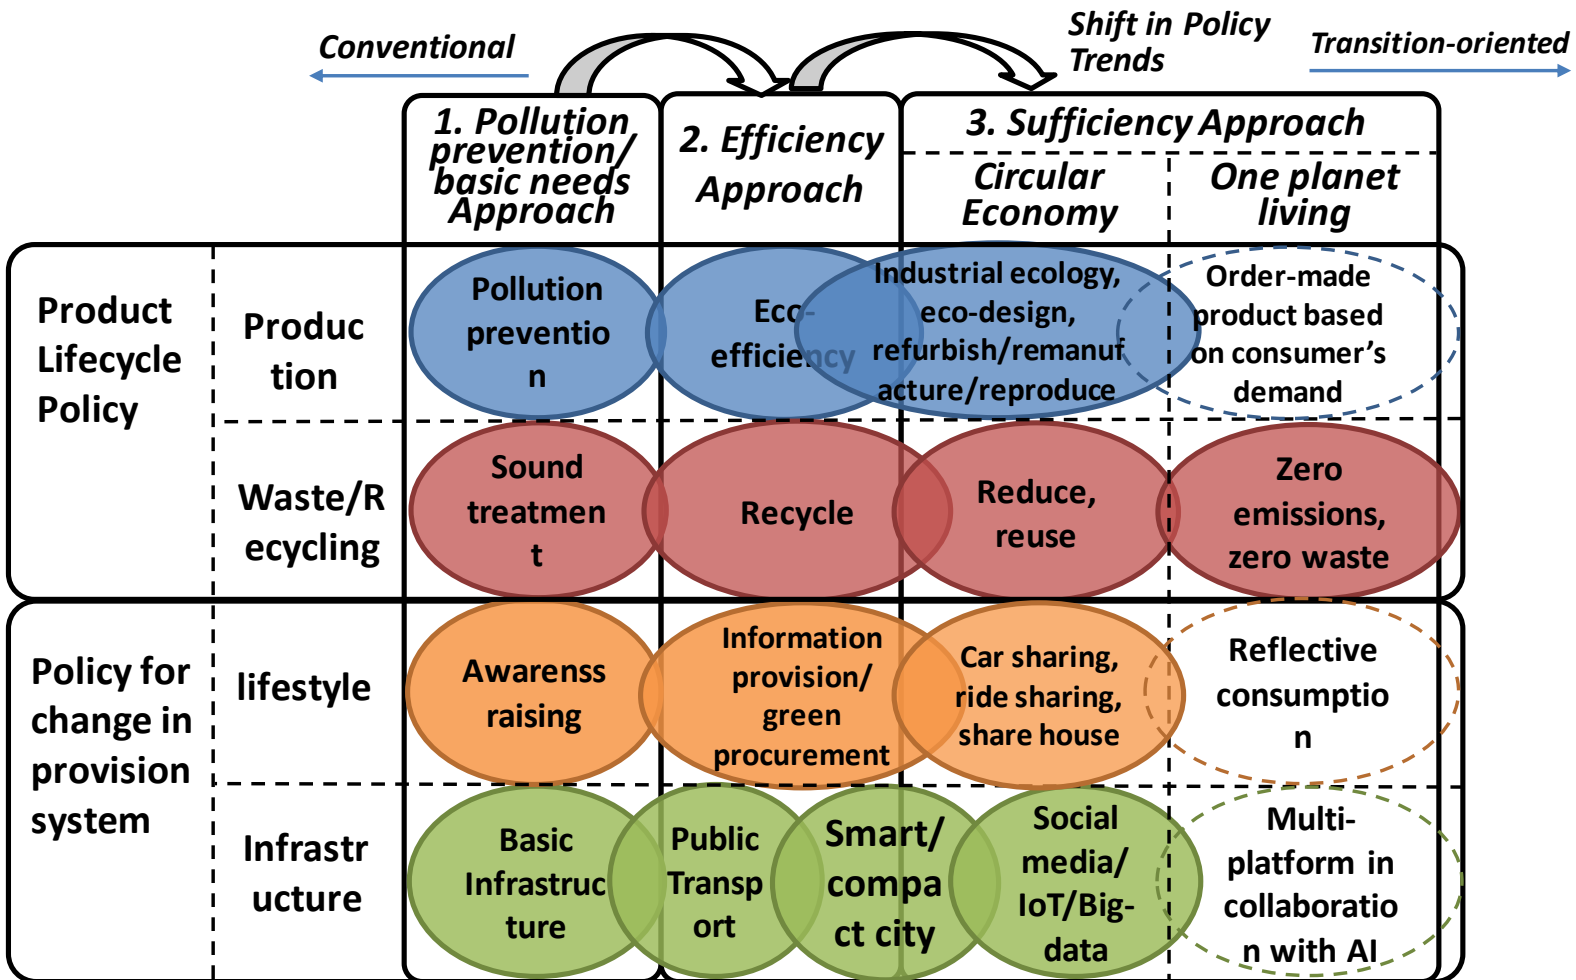 Conventional
Shift in Policy
Trends
Transition-oriented
1. Pollution
prevention/
basic needs
Approach
2. Efficiency
Approach
3. Sufficiency Approach
Circular
Economy
One planet
living
Product
Lifecycle
Policy
Produc
tion
Pollution
preventio
n
Eco-
efficiency
Industrial ecology,
eco-design,
refurbish/remanuf
acture/reproduce
Order-made
product based
on consumer’s
demand
Waste/R
ecycling
Sound
treatmen
t
Recycle
Reduce,
reuse
Zero
emissions,
zero waste
Policy for
change in
provision
system
lifestyle
Awarenss
raising
Information
provision/
green
procurement
Car sharing,
ride sharing,
share house
Reflective
consumptio
n
Infrastr
ucture
Basic
Infrastruc
ture
Public
Transp
ort
Smart/
compa
ct city
Social
media/
IoT/Big-
data
Multi-
platform in
collaboratio
n with AI